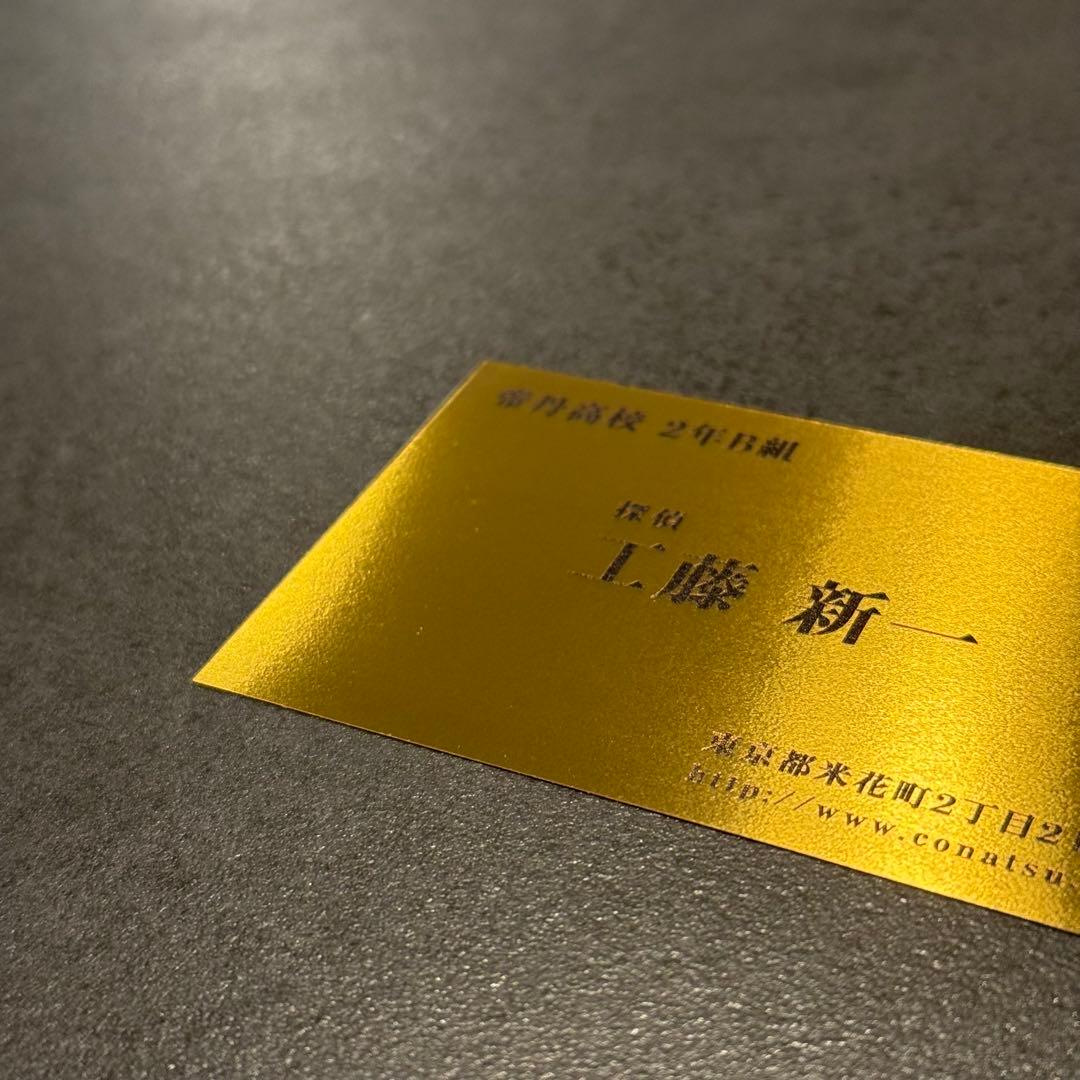 帝丹高校 2年B組
探偵
工藤 新一
東京都米花町2丁目2
http://www.conatsu.